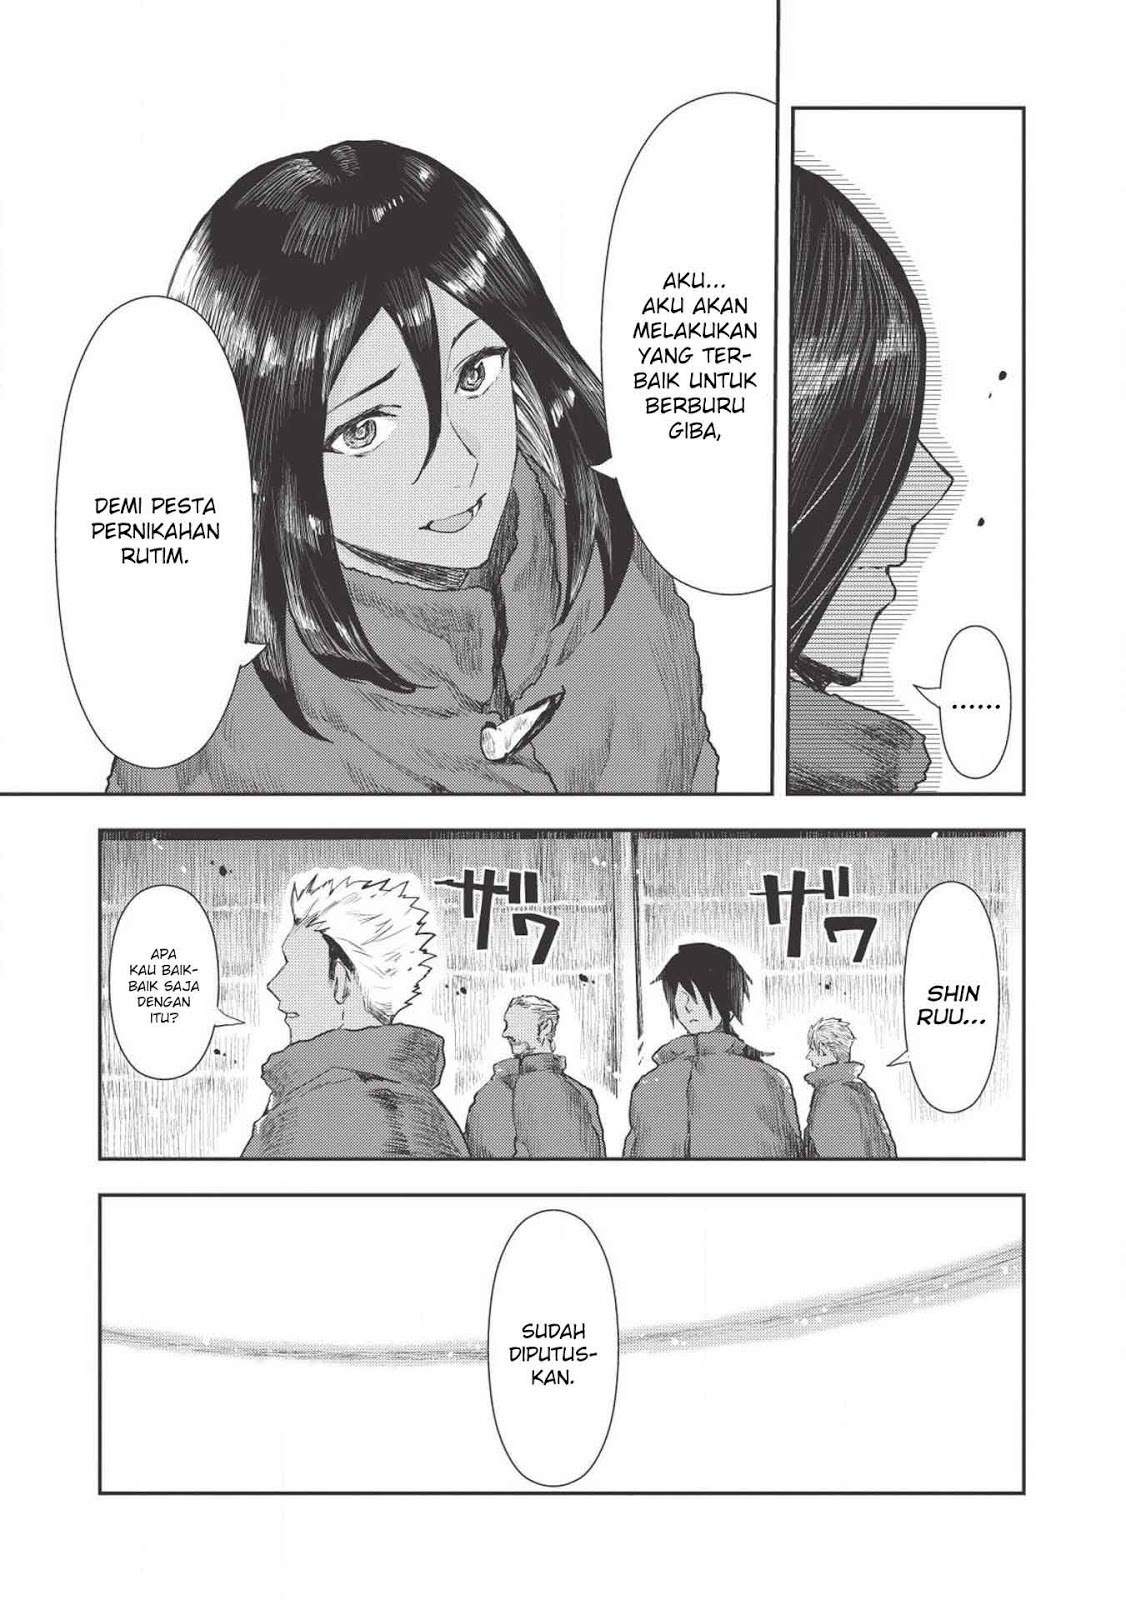 ......
AKU...
AKU AKAN
MELAKUKAN
YANG TER-
BAIK UNTUK
BERBURU
GIBA,
DEMI PESTA
PERNIKAHAN
RUTIM.
SHIN
RUU...
ザワ
ザワ
APA
KAU BAIK-
BAIK SAJA
DENGAN
ITU?
SUDAH
DIPUTUS-
KAN.